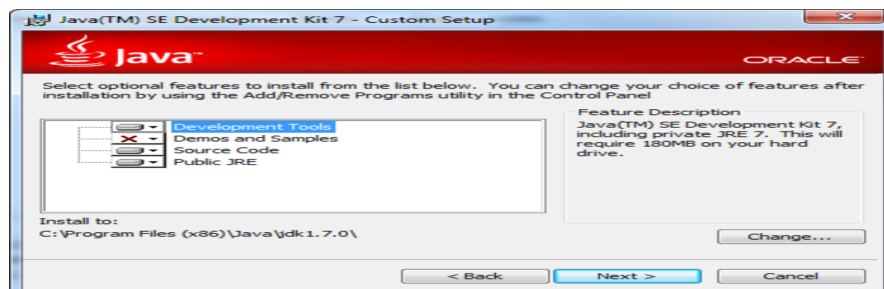 Java(TM) SE Development Kit 7 - Custom Setup
Java™
ORACLE®
Select optional features to install from the list below. You can change your choice of features after
installation by using the Add/Remove Programs utility in the Control Panel
Development Tools
Demos and Samples
Source Code
Public JRE
Feature Description
Java(TM) SE Development Kit 7,
including private JRE 7. This will
require 180MB on your hard
drive.
Install to:
C:\Program Files (x86)\Java\jdk1.7.0\
Change...
< Back
Next >
Cancel